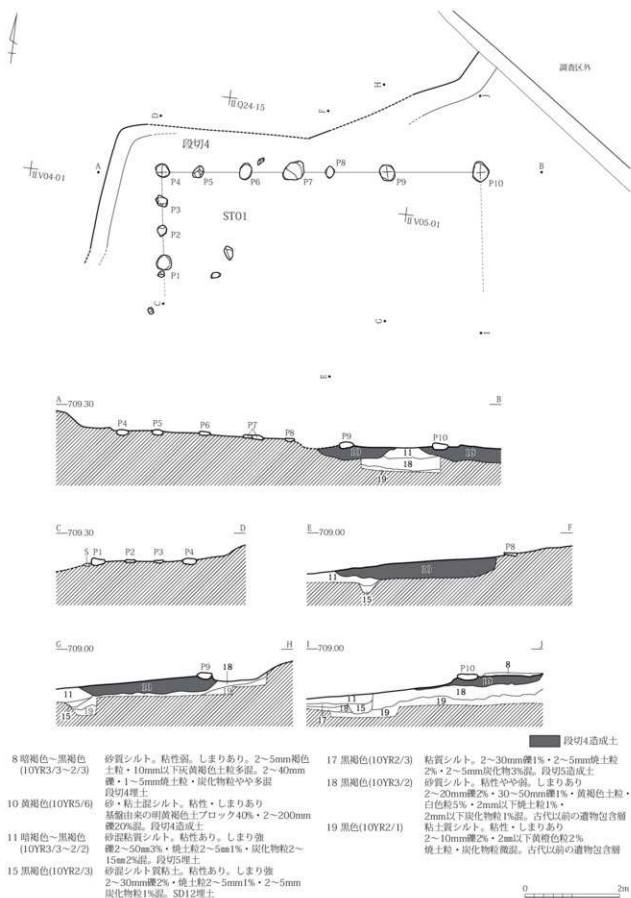 調査区外
H
J
ⅡQ24-15
F
D
段切4
ⅡV04-01
A
P4
P5
P6
P7
P8
P9
P10
B
P3
ST01
ⅡV05-01
P2
P1
C
G
I
E
A
709.30
B
P4
P5
P6
P7
P8
P9
P10
10
11
10
18
19
C
709.30
D
S
P1
P2
P3
P4
E
709.00
F
P8
10
11
15
G
709.00
H
P9
18
10
11
19
15
19
I
709.00
J
P10
8
10
18
11
18
15
19
19
17
段切4造成土
8 暗褐色~黒褐色 砂質シルト。粘性弱。しまりあり。2~5mm褐色
(10YR3/3~2/3) 土粒・10mm以下灰黄褐色土粒多混。2~40mm
礫・1~5mm焼土粒・炭化物粒やや多混
段切4埋土
10 黄褐色(10YR5/6) 砂・粘土混シルト。粘性・しまりあり
基盤由来の明黄褐色土ブロック40%・2~200mm
礫20%混。段切4造成土
11 暗褐色~黒褐色 砂混粘質シルト。粘性あり。しまり強
(10YR3/3~2/2) 礫2~50mm3%・焼土粒2~5mm1%・炭化物粒2~
15mm2%混。段切5埋土
15 黒褐色(10YR2/3) 砂混シルト質粘土。粘性あり。しまり強
2~30mm礫2%・焼土粒2~5mm1%・2~5mm
炭化物粒1%混。SD12埋土
17 黒褐色(10YR2/3) 粘質シルト。2~30mm礫1%・2~5mm焼土粒
2%・2~5mm炭化物3%混。段切5造成土
18 黒褐色(10YR3/2) 砂質シルト。粘性やや弱。しまりあり
2~20mm礫2%・30~50mm礫1%・黄褐色土粒・
白色粒5%・2mm以下焼土粒1%・
2mm以下炭化物粒1%混。古代以前の遺物包含層
19 黒色(10YR2/1) 粘土質シルト。粘性・しまりあり
2~10mm礫2%・2mm以下黄橙色粒2%
焼土粒・炭化物粒微混。古代以前の遺物包含層
0 2m